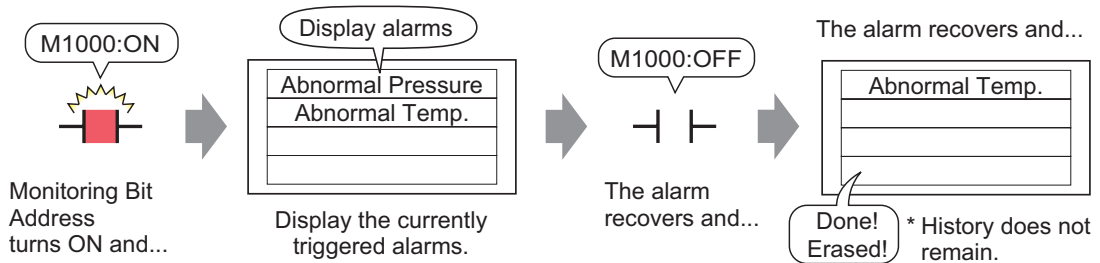 M1000:ON
Monitoring Bit
Address
turns ON and...
Display alarms
Abnormal Pressure
Abnormal Temp.
Display the currently
triggered alarms.
M1000:OFF
The alarm
recovers and...
The alarm recovers and...
Abnormal Temp.
Done!
Erased!
* History does not
remain.